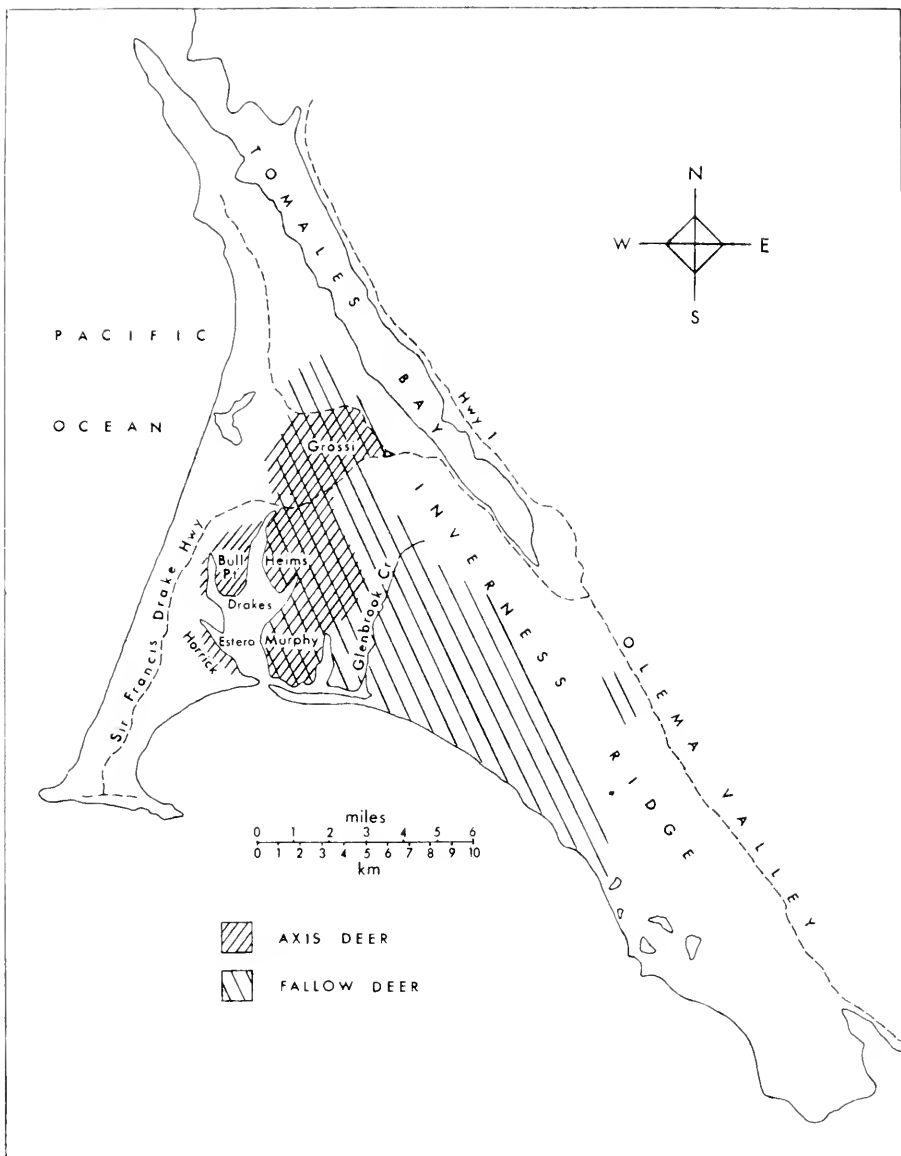 TOMALES BAY
N
W E
S
PACIFIC
OCEAN
Hwy 1
Grossi
INVERNESS RIDGE
Sir Francis Drake Hwy
Bull
Pt.
Heims
Glenbrook Cr
Drakes
Estero
Murphy
Horrick
OLEMA VALLEY
miles
0 1 2 3 4 5 6
0 1 2 3 4 5 6 7 8 9 10
km
AXIS DEER
FALLOW DEER